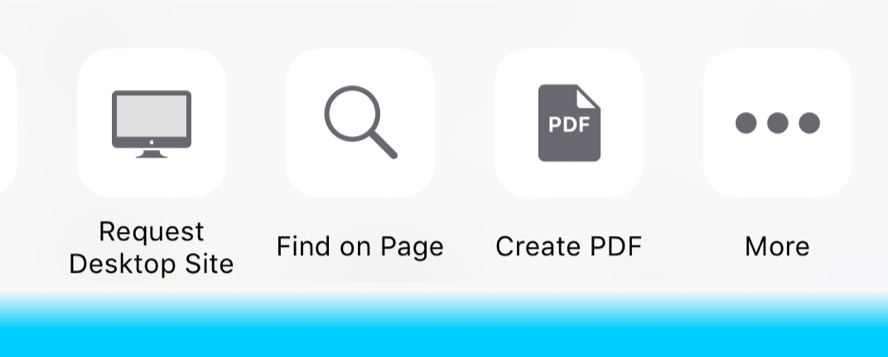 PDF
Request
Desktop Site
Find on Page
Create PDF
More